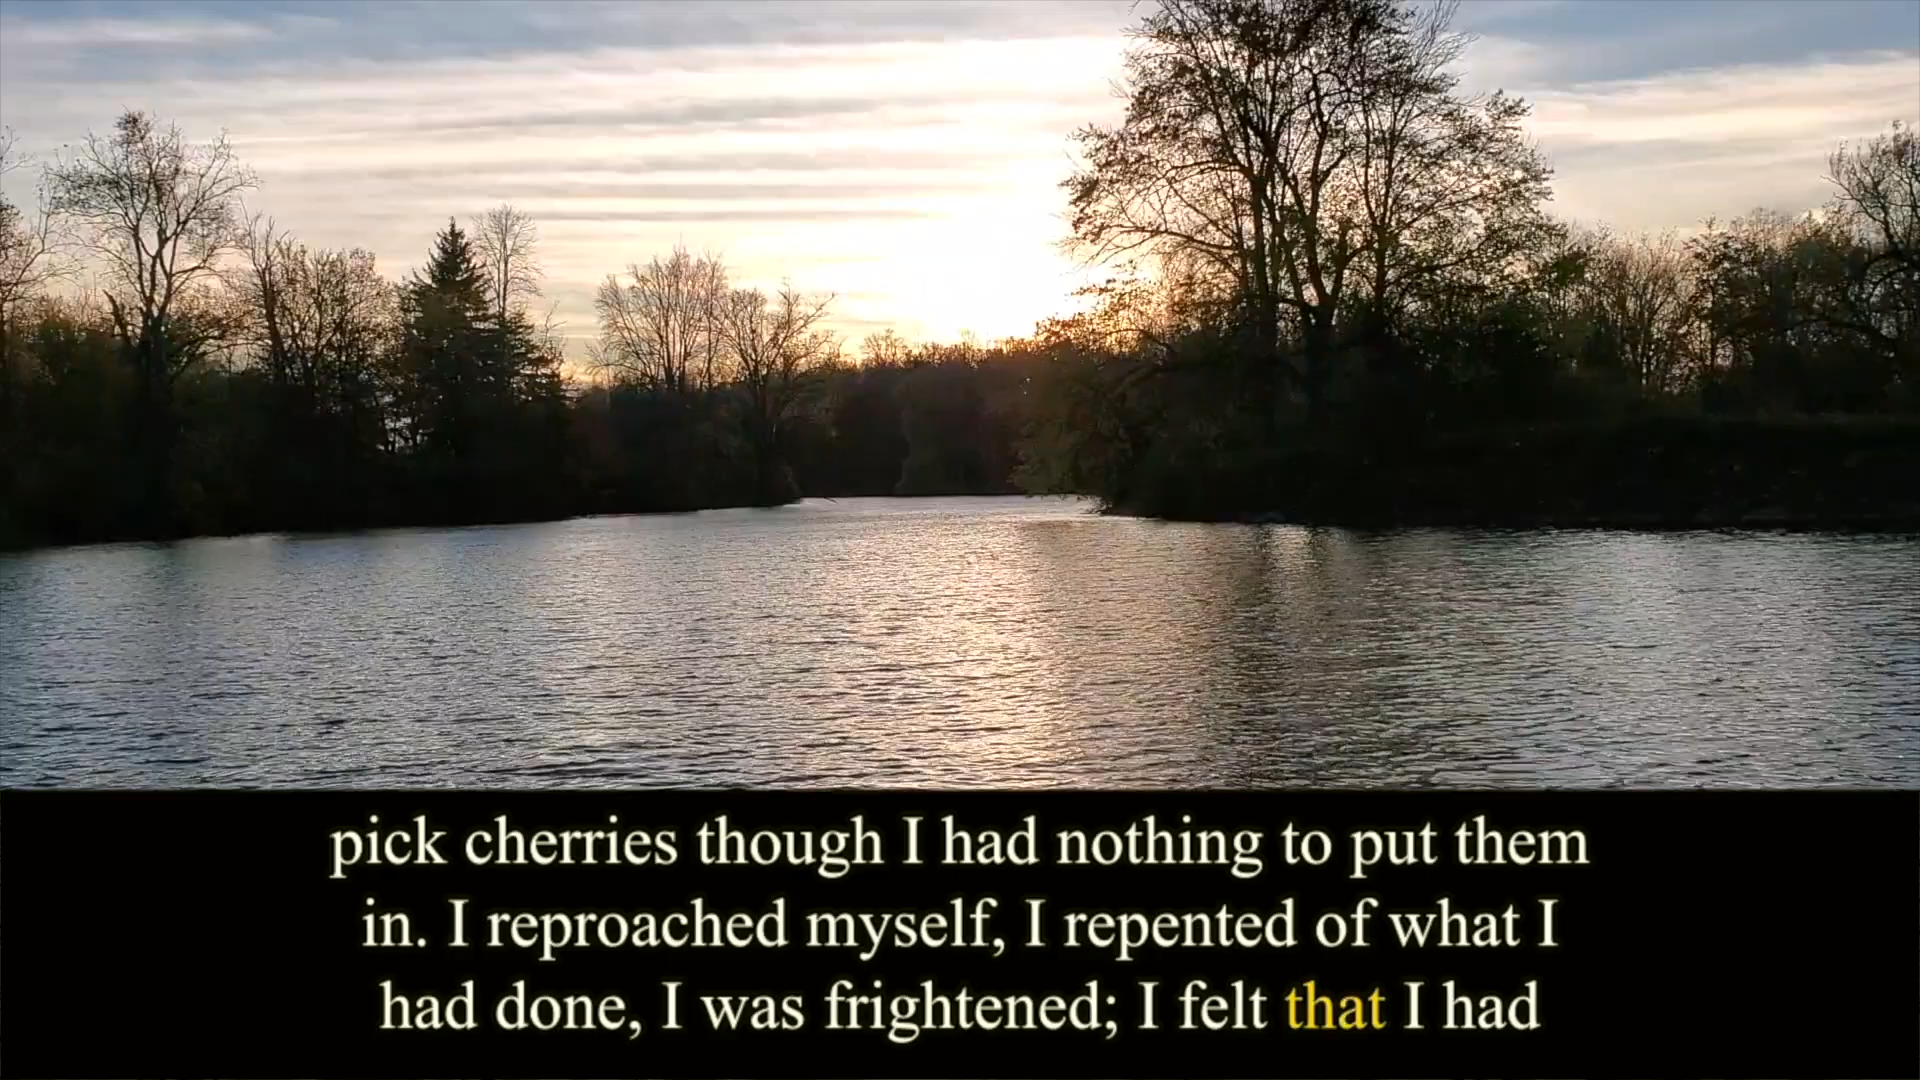 pick cherries though I had nothing to put them
in. I reproached myself, I repented of what I
had done, I was frightened; I felt that I had